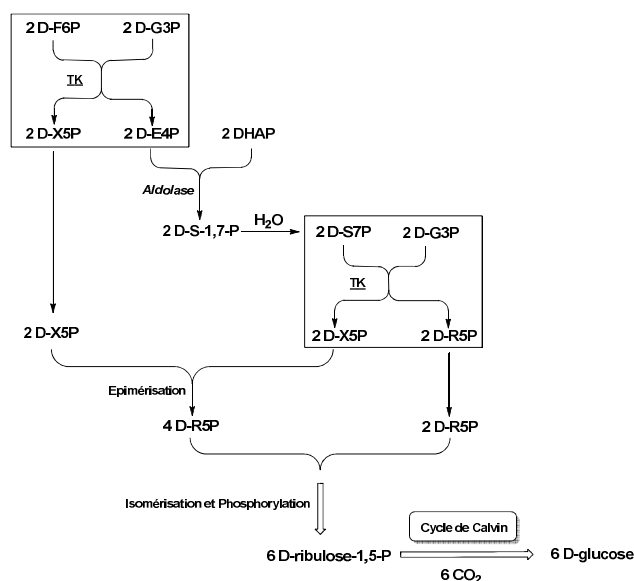 2 D-F6P 2 D-G3P
TK
2 D-X5P 2 D-E4P 2 DHAP
Aldolase
2 D-S-1,7-P H₂O
2 D-S7P 2 D-G3P
TK
2 D-X5P 2 D-X5P 2 D-R5P
Epimérisation
4 D-R5P 2 D-R5P
Isomérisation et Phosphorylation
Cycle de Calvin
6 D-ribulose-1,5-P 6 D-glucose
6 CO₂